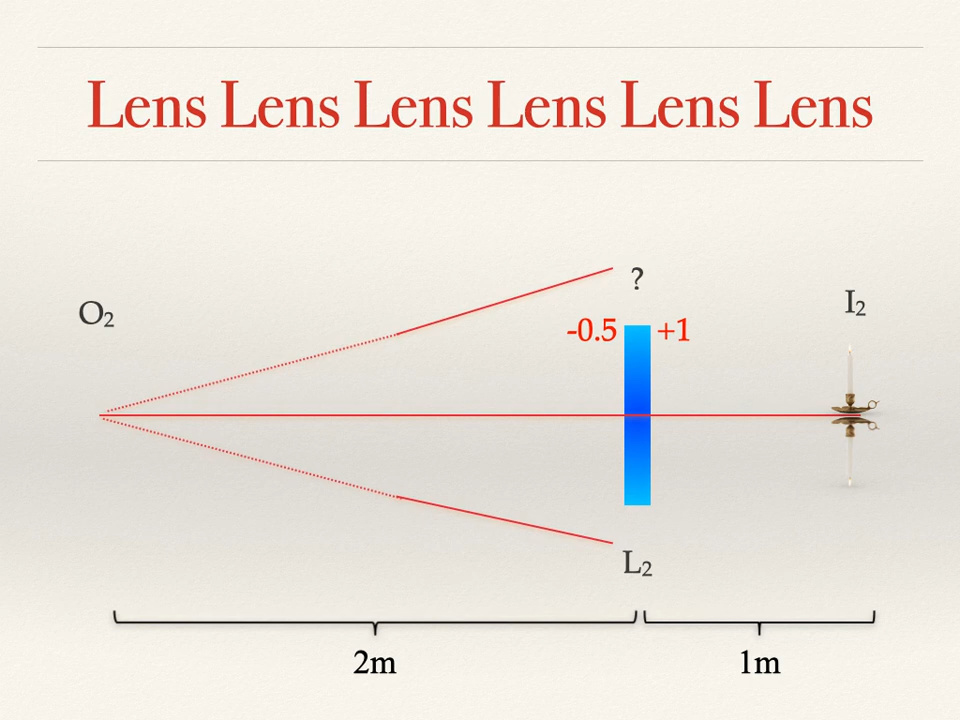 Lens Lens Lens Lens Lens Lens
?
O₂
I₂
-0.5 +1
L₂
2m 1m